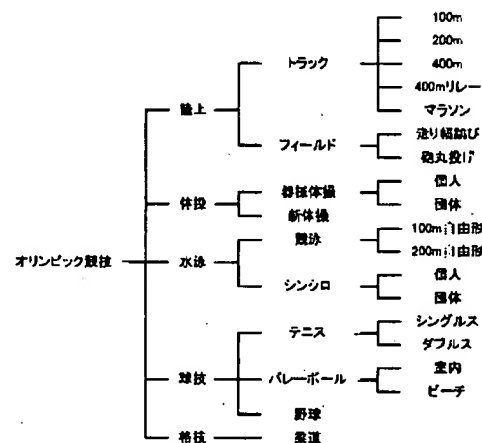 オリンピック競技
陸上
トラック
100m
200m
400m
400mリレー
マラソン
フィールド
走り幅跳び
砲丸投げ
体操
器械体操
個人
団体
新体操
水泳
競泳
100m自由形
200m自由形
シンシロ
個人
団体
球技
テニス
シングルス
ダブルス
バレーボール
室内
ビーチ
野球
格技
柔道